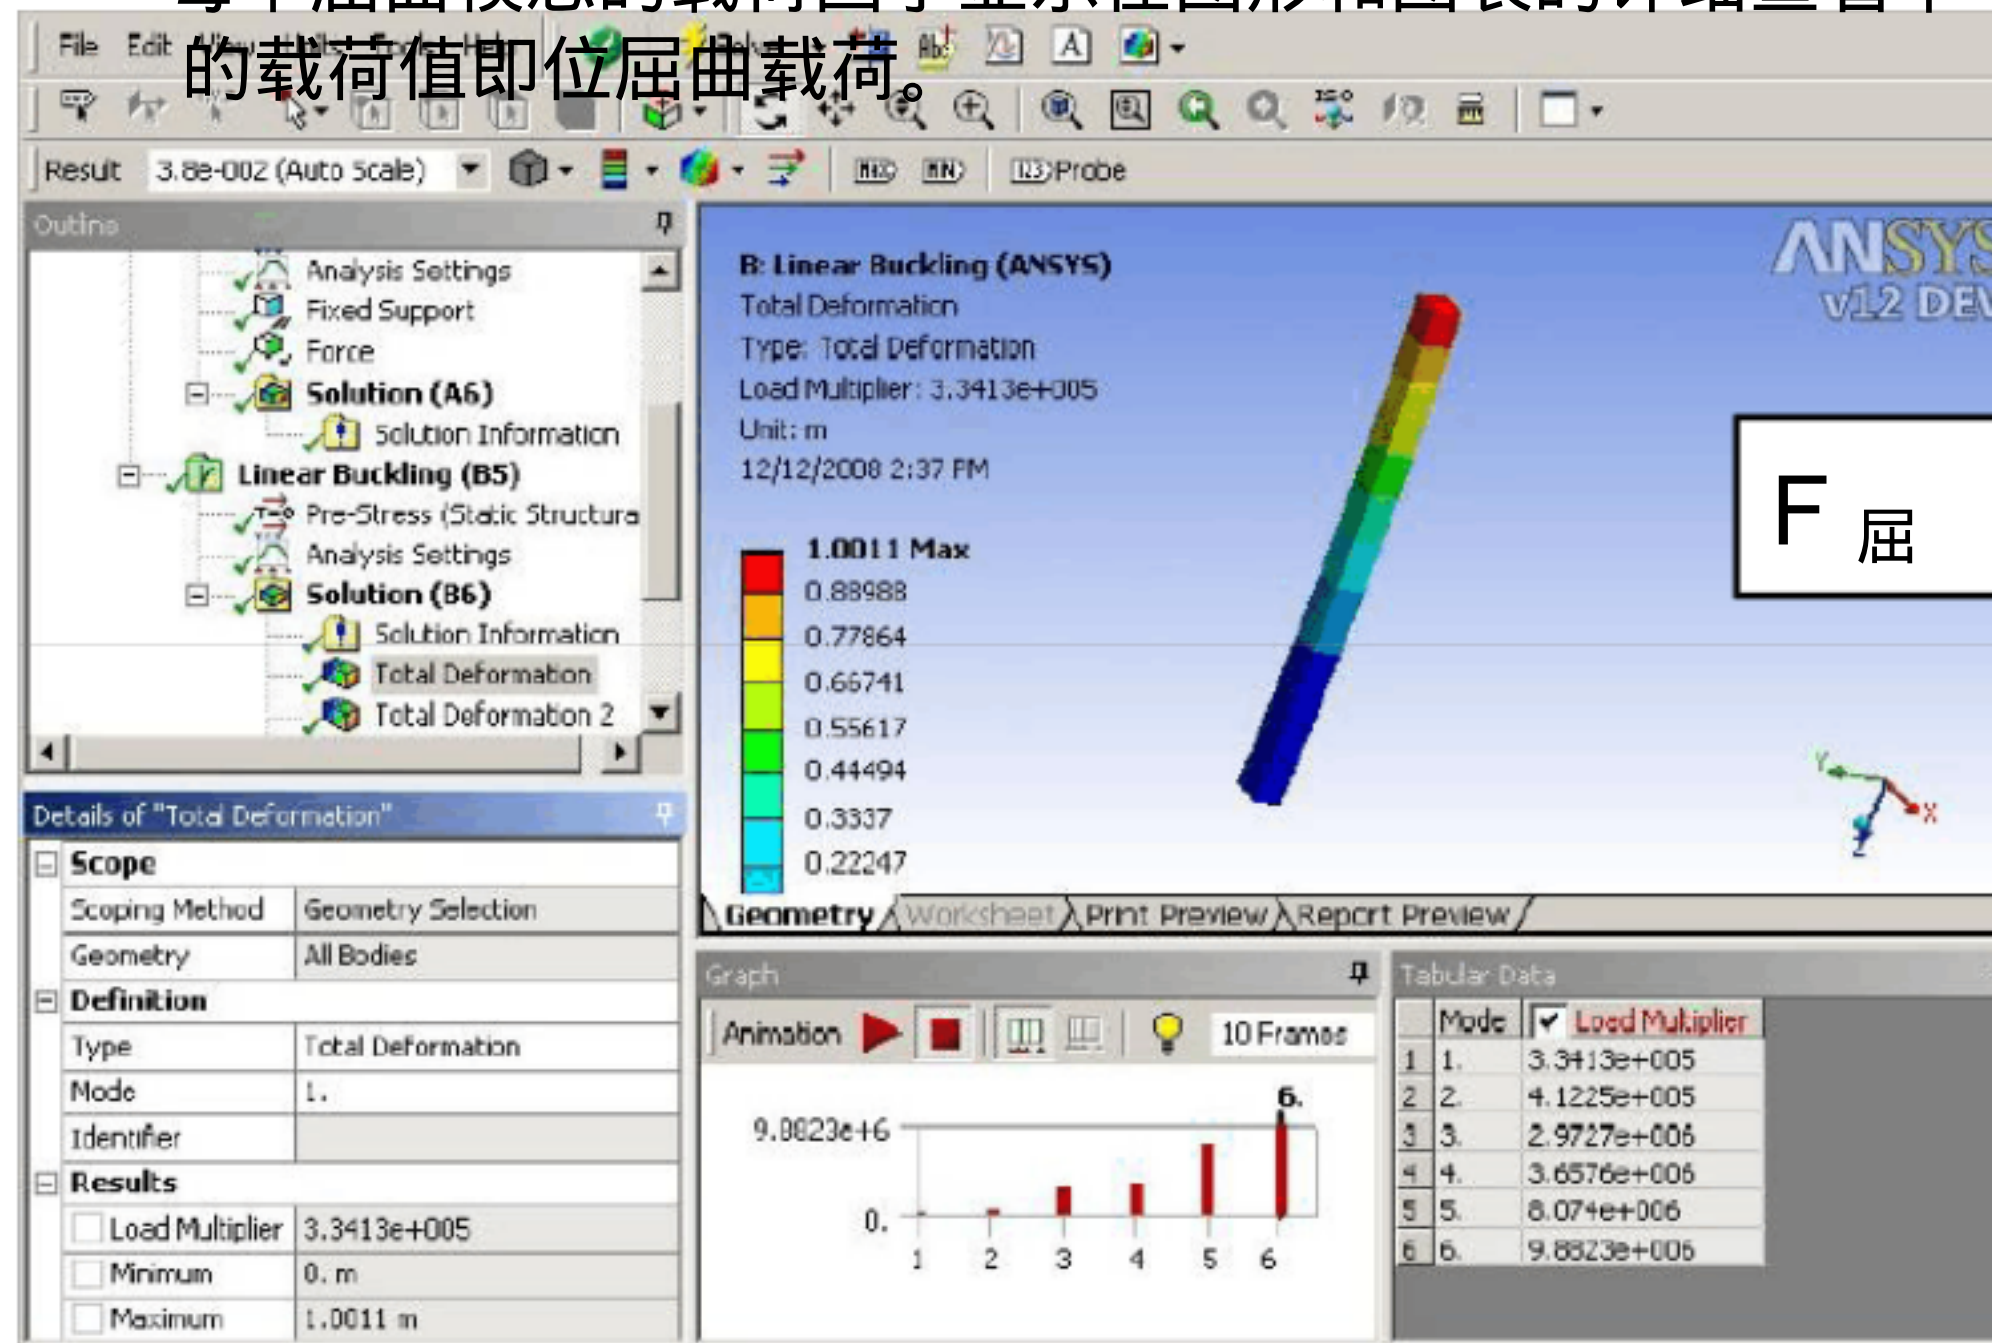 的载荷值即位屈曲载荷。
File Edit
Result 3.8e-002 (Auto Scale) MAX MIN 123 Probe
Outline
Analysis Settings
Fixed Support
Force
Solution (A6)
Solution Information
Linear Buckling (B5)
Pre-Stress (Static Structura
Analysis Settings
Solution (B6)
Solution Information
Total Deformation
Total Deformation 2
B: Linear Buckling (ANSYS)
Total Deformation
Type: Total Deformation
Load Multiplier: 3.3413e+005
Unit: m
12/12/2008 2:37 PM
1.0011 Max
0.88988
0.77864
0.66741
0.55617
0.44494
0.3337
0.22247
ANSYS
v12 DEV
F 屈
Y
X
Z
Geometry Worksheet Print Preview Report Preview
Details of "Total Deformation"
Scope
Scoping Method Geometry Selection
Geometry All Bodies
Definition
Type Total Deformation
Mode 1.
Identifier
Results
Load Multiplier 3.3413e+005
Minimum 0. m
Maximum 1.0011 m
Graph
Animation 10 Frames
6.
9.8823e+6
0.
1 2 3 4 5 6
Tabular Data
Mode Load Multiplier
1 1. 3.3413e+005
2 2. 4.1225e+005
3 3. 2.9727e+006
4 4. 3.6576e+006
5 5. 8.074e+006
6 6. 9.8823e+006